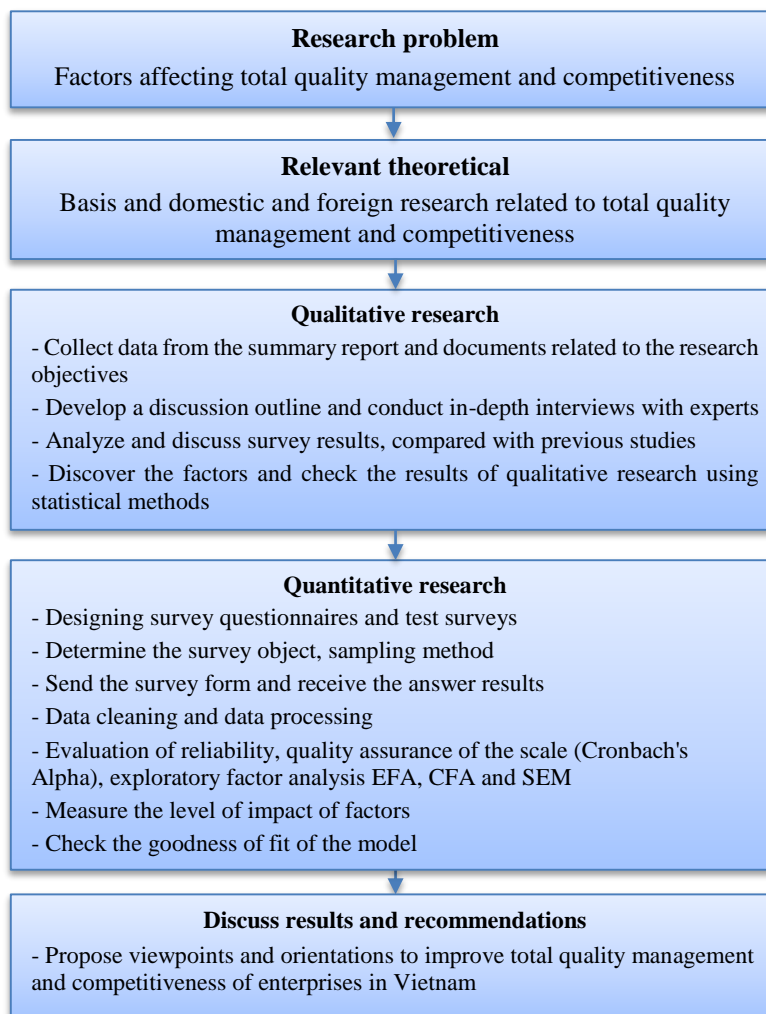 Research problem
Factors affecting total quality management and competitiveness
Relevant theoretical
Basis and domestic and foreign research related to total quality
management and competitiveness
Qualitative research
- Collect data from the summary report and documents related to the research
objectives
- Develop a discussion outline and conduct in-depth interviews with experts
- Analyze and discuss survey results, compared with previous studies
- Discover the factors and check the results of qualitative research using
statistical methods
Quantitative research
- Designing survey questionnaires and test surveys
- Determine the survey object, sampling method
- Send the survey form and receive the answer results
- Data cleaning and data processing
- Evaluation of reliability, quality assurance of the scale (Cronbach's
Alpha), exploratory factor analysis EFA, CFA and SEM
- Measure the level of impact of factors
- Check the goodness of fit of the model
Discuss results and recommendations
- Propose viewpoints and orientations to improve total quality management
and competitiveness of enterprises in Vietnam